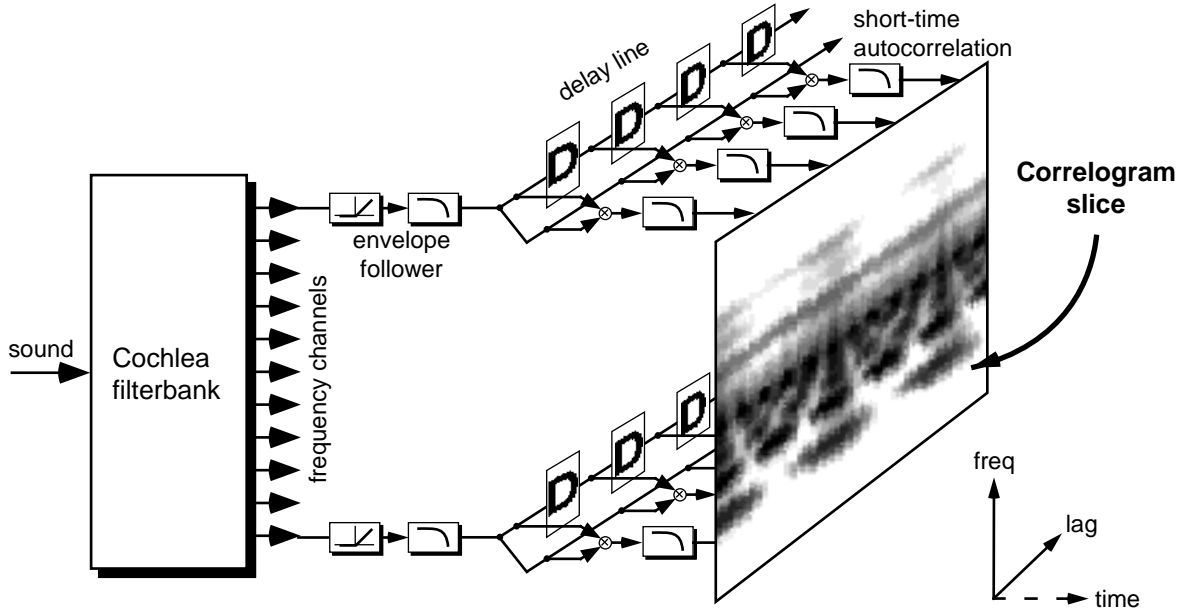 short-time
autocorrelation
delay line
D
D
D
D
Correlogram
slice
envelope
follower
frequency channels
sound
Cochlea
filterbank
D
D
D
freq
lag
time